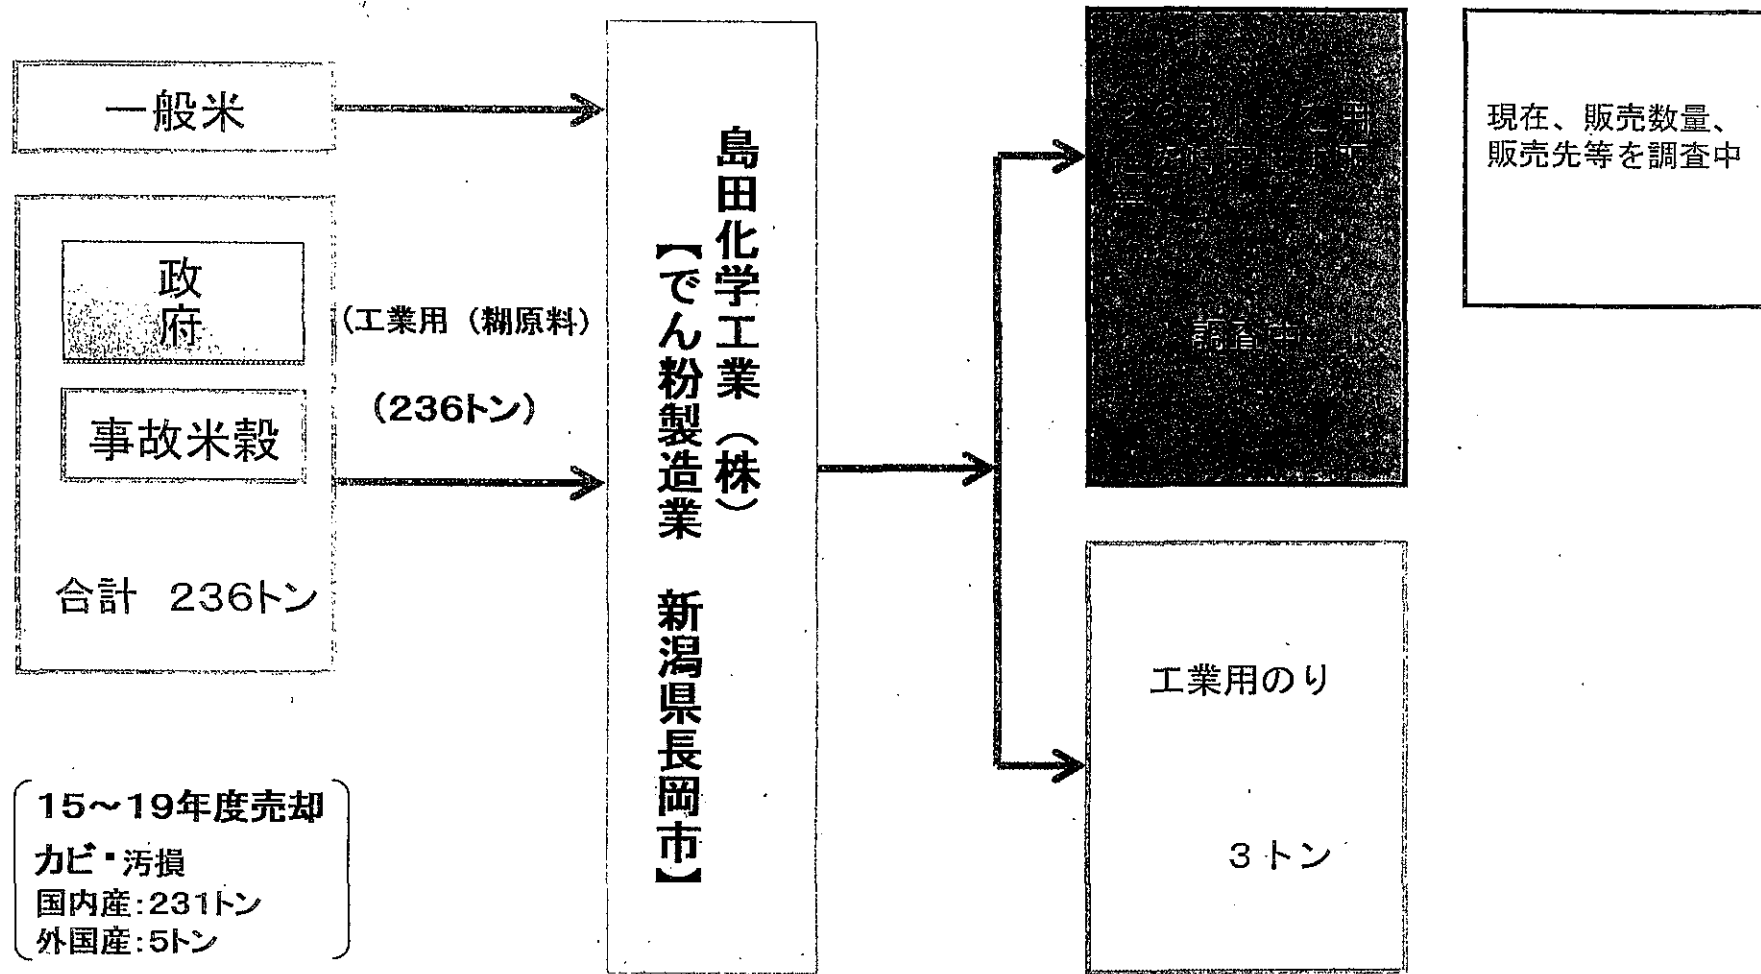 一般米
政
府
事故米穀
合計 236トン
(工業用(糊原料)
(236トン)
15～19年度売却
カビ・汚損
国内産:231トン
外国産:5トン
島田化学工業(株)
【でん粉製造業 新潟県長岡市】
調査中
工業用のり
3トン
現在、販売数量、
販売先等を調査中